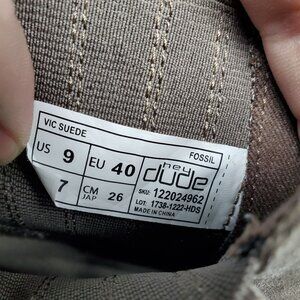 VIC SUEDE
FOSSIL
US 9 EU 40
7 CM JAP 26
hey dude
SKU: 122024962
LOT: 1738-1222-HDS
MADE IN CHINA